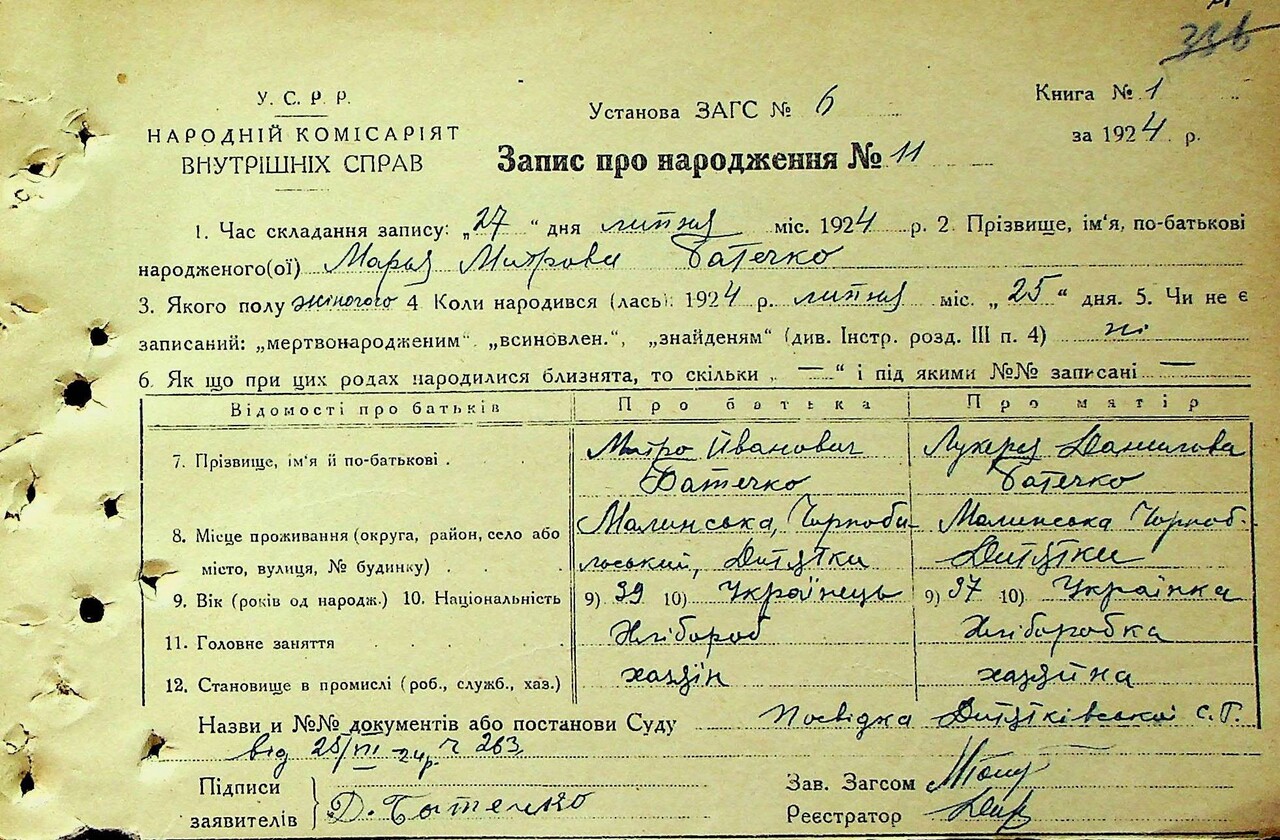 336
У. С. Р. Р.
НАРОДНІЙ КОМІСАРІЯТ
ВНУТРІШНІХ СПРАВ
Установа ЗАГС № 6
Книга № 1
за 1924 р.
Запис про народження № 11
1. Час складання запису: „27“ дня липня міс. 1924 р. 2. Прізвище, ім‘я, по-батькові
народженого(ої) Марья Митрова Батечко
3. Якого полу жіночого 4 Коли народився (лась): 1924 р. липня міс. „25“ дня. 5. Чи не є
записаний: „мертвонародженим“ „всиновлен.“, „знайденям“ (див. Інстр. розд. III п. 4) ні
6. Як що при цих родах народилися близнята, то скільки „ — “ і під якими №№ записані —
Відомості про батьків Про батька Про матір
7. Прізвище, ім‘я й по-батькові . Митро Йванович Лукеря Данилова
Батечко Батечко
Малинська, Чорноби- Малинська Чорноб-
8. Місце проживання (округа, район, село або
місто, вулиця, № будинку) . льський, Дитятки Дитятки
9. Вік (років од народж.) 10. Національність 9) 39 10) Українець 9) 37 10) Українка
11. Головне заняття Хлібороб Хліборобка
12. Становище в промислі (роб., служб., хаз.) хазяїн хазяйка
Назви и №№ документів або постанови Суду Посвідка Дитятківської с.Г.
від 25/VII 24р. Ч 263
Підписи
заявителів } Д. Батечко
Зав. Загсом
Реєстратор